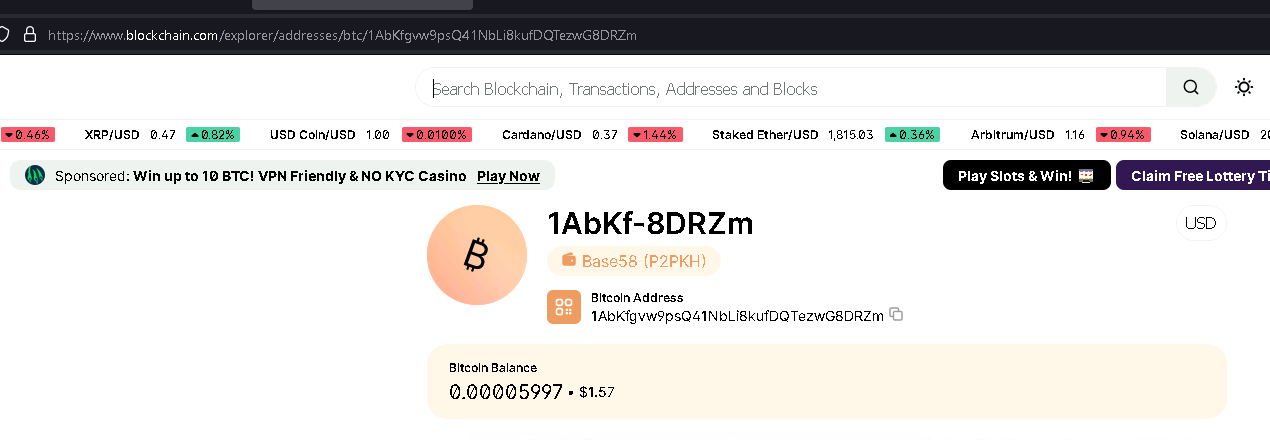 https://www.blockchain.com/explorer/addresses/btc/1AbKfgvw9psQ41NbLi8kufDQTezwG8DRZm
Search Blockchain, Transactions, Addresses and Blocks
0.46% XRP/USD 0.47 0.82% USD Coin/USD 1.00 0.0100% Cardano/USD 0.37 1.44% Staked Ether/USD 1,815.03 0.36% Arbitrum/USD 1.16 0.94% Solana/USD 20
Sponsored: Win up to 10 BTC! VPN Friendly & NO KYC Casino Play Now Play Slots & Win! 🎰 Claim Free Lottery Ti
1AbKf-8DRZm USD
Base58 (P2PKH)
Bitcoin Address
1AbKfgvw9psQ41NbLi8kufDQTezwG8DRZm
Bitcoin Balance
0.00005997 • $1.57